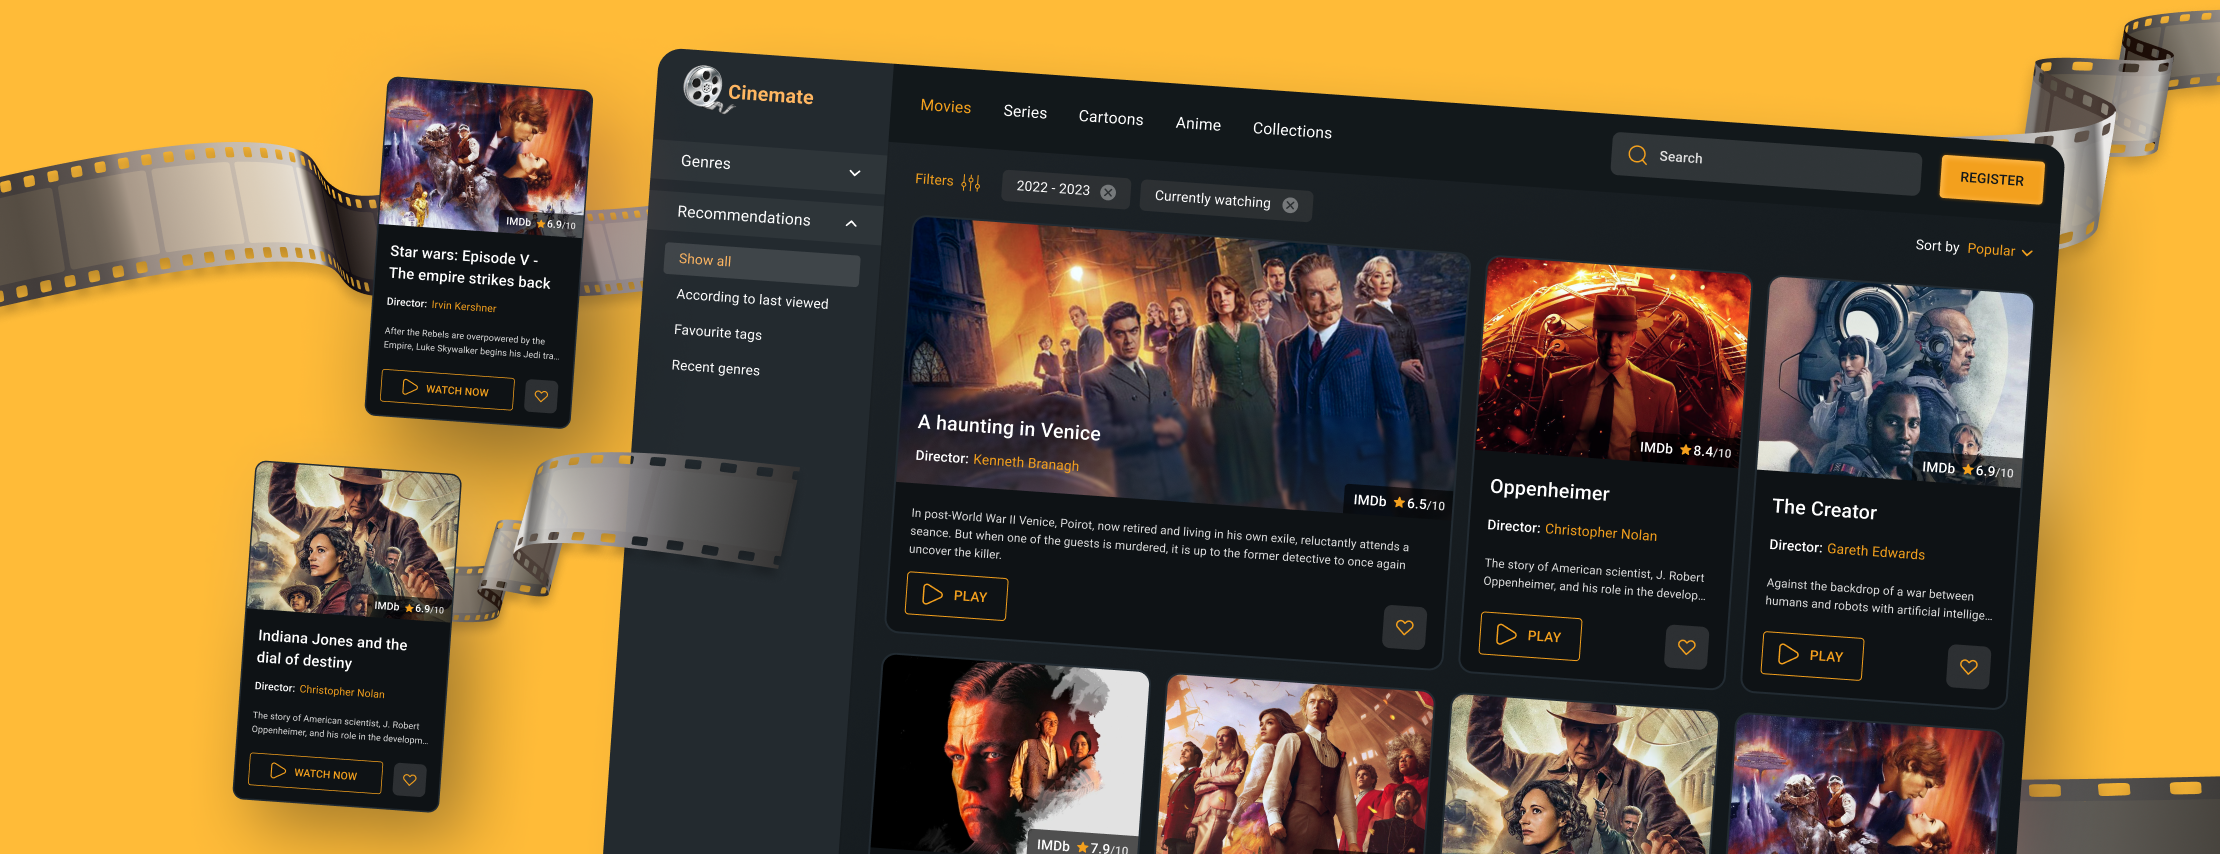 Star wars: Episode V -
The empire strikes back
IMDb 6.9/10
Director: Irvin Kershner
After the Rebels are overpowered by the
Empire, Luke Skywalker begins his Jedi tra...
WATCH NOW
IMDb 6.9/10
Indiana Jones and the
dial of destiny
Director: Christopher Nolan
The story of American scientist, J. Robert
Oppenheimer, and his role in the developm...
WATCH NOW
Cinemate
Genres
Recommendations
Show all
According to last viewed
Favourite tags
Recent genres
Movies
Series
Cartoons
Anime
Collections
Search
REGISTER
Filters
2022 - 2023
Currently watching
Sort by Popular
A haunting in Venice
Director: Kenneth Branagh
IMDb 6.5/10
In post-World War II Venice, Poirot, now retired and living in his own exile, reluctantly attends a
seance. But when one of the guests is murdered, it is up to the former detective to once again
uncover the killer.
PLAY
IMDb 8.4/10
Oppenheimer
Director: Christopher Nolan
The story of American scientist, J. Robert
Oppenheimer, and his role in the develop...
PLAY
IMDb 6.9/10
The Creator
Director: Gareth Edwards
Against the backdrop of a war between
humans and robots with artificial intellige...
PLAY
IMDb 7.9/10